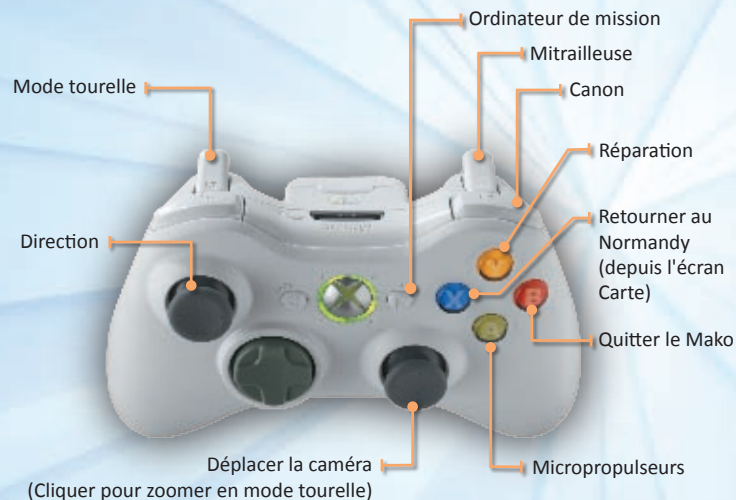 Ordinateur de mission
Mitrailleuse
Mode tourelle
Canon
Réparation
Retourner au
Normandy
(depuis l'écran
Carte)
Direction
Y
X
B
Quitter le Mako
Déplacer la caméra
(Cliquer pour zoomer en mode tourelle)
Micropropulseurs